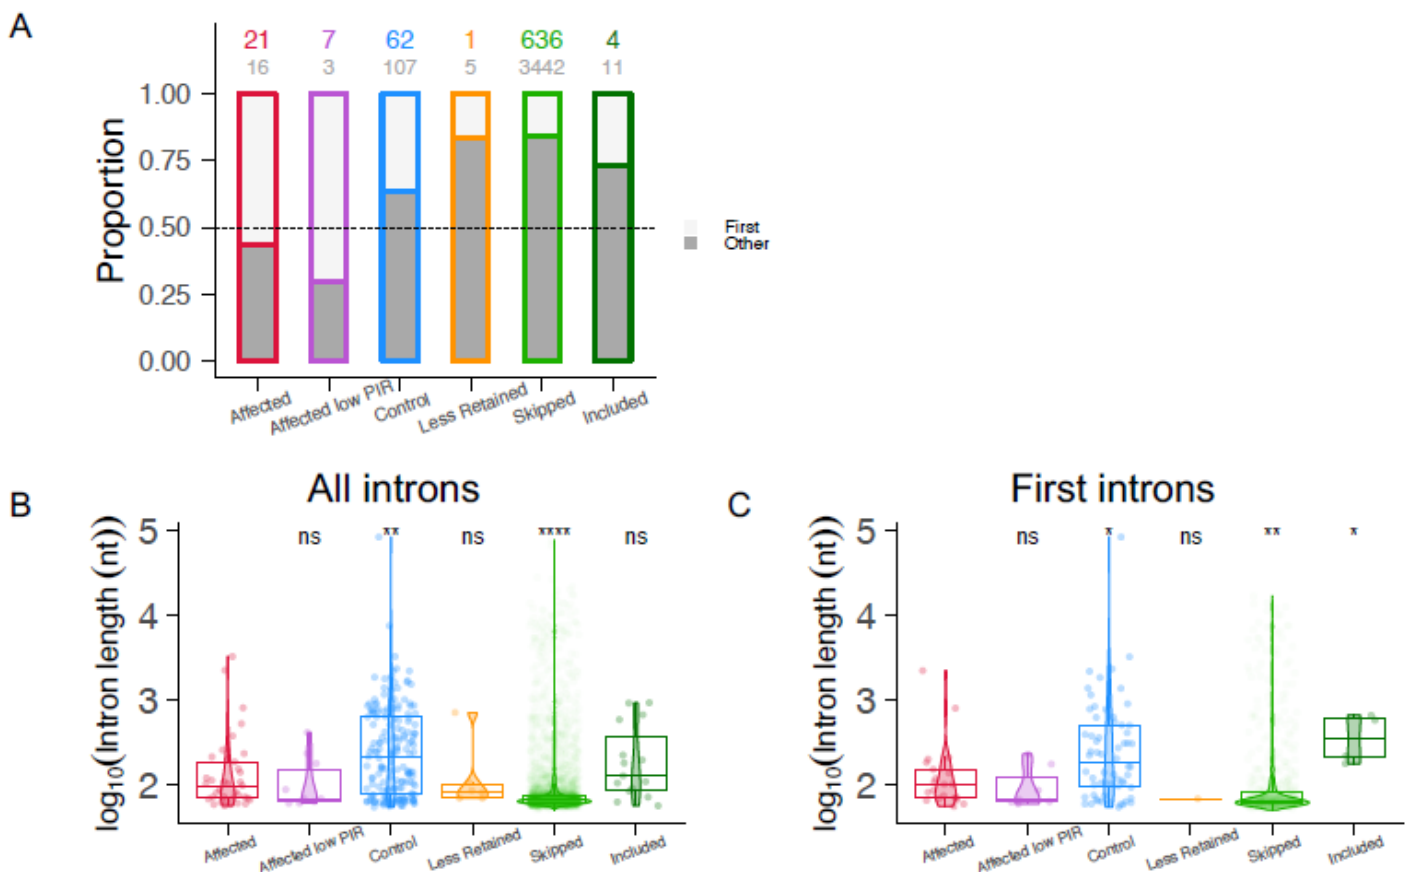 A
21 7 62 1 636 4
16 3 107 5 3442 11
1.00
0.75
0.50
0.25
0.00
Proportion
Affected Affected low PIR Control Less Retained Skipped Included
First
Other
B
All introns
5
4
3
2
log10(Intron length (nt))
ns ** ns **** ns
Affected Affected low PIR Control Less Retained Skipped Included
C
First introns
5
4
3
2
log10(Intron length (nt))
ns * ns ** *
Affected Affected low PIR Control Less Retained Skipped Included